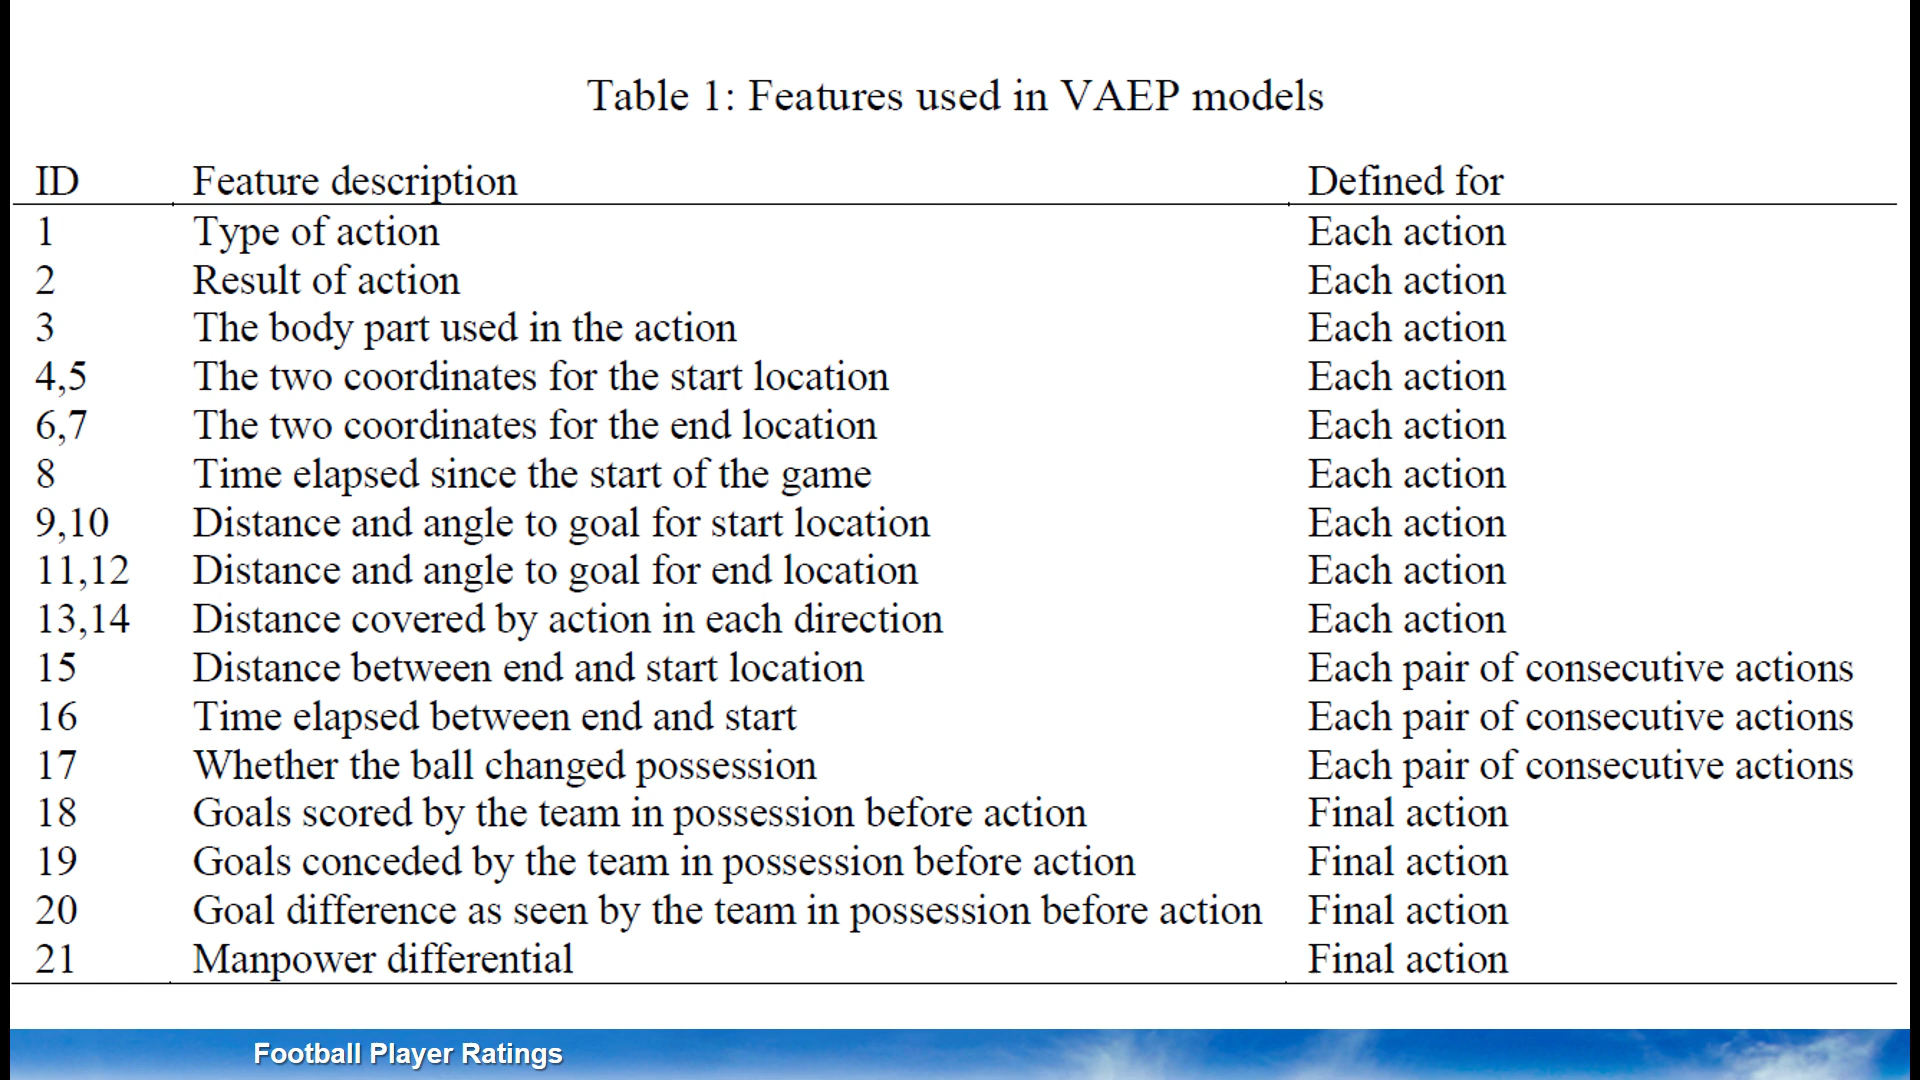 Table 1: Features used in VAEP models
ID Feature description Defined for
1 Type of action Each action
2 Result of action Each action
3 The body part used in the action Each action
4,5 The two coordinates for the start location Each action
6,7 The two coordinates for the end location Each action
8 Time elapsed since the start of the game Each action
9,10 Distance and angle to goal for start location Each action
11,12 Distance and angle to goal for end location Each action
13,14 Distance covered by action in each direction Each action
15 Distance between end and start location Each pair of consecutive actions
16 Time elapsed between end and start Each pair of consecutive actions
17 Whether the ball changed possession Each pair of consecutive actions
18 Goals scored by the team in possession before action Final action
19 Goals conceded by the team in possession before action Final action
20 Goal difference as seen by the team in possession before action Final action
21 Manpower differential Final action
Football Player Ratings